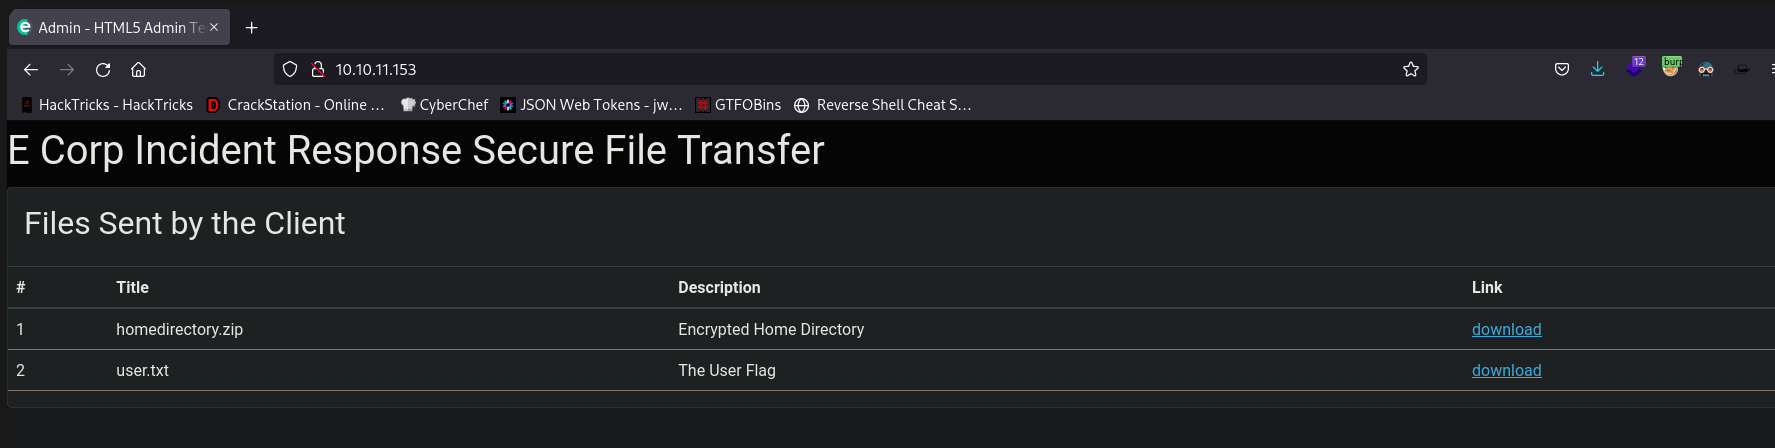 Admin - HTML5 Admin Te
10.10.11.153
12
burp
HackTricks - HackTricks CrackStation - Online ... CyberChef JSON Web Tokens - jw... GTFOBins Reverse Shell Cheat S...
E Corp Incident Response Secure File Transfer
Files Sent by the Client
# Title Description Link
1 homedirectory.zip Encrypted Home Directory download
2 user.txt The User Flag download